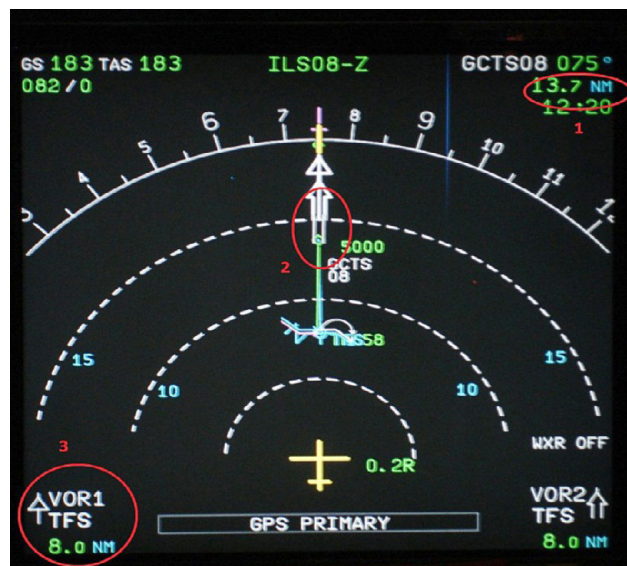 GS 183 TAS 183
ILS08-Z
GCTS08 075°
082/0
13.7 NM
12:20
1
3
4
5
6
7
8
9
10
11
5000
2
GCTS
08
15
15
10
10
3
0.2R
WXR OFF
VOR1
TFS
8.0 NM
GPS PRIMARY
VOR2
TFS
8.0 NM